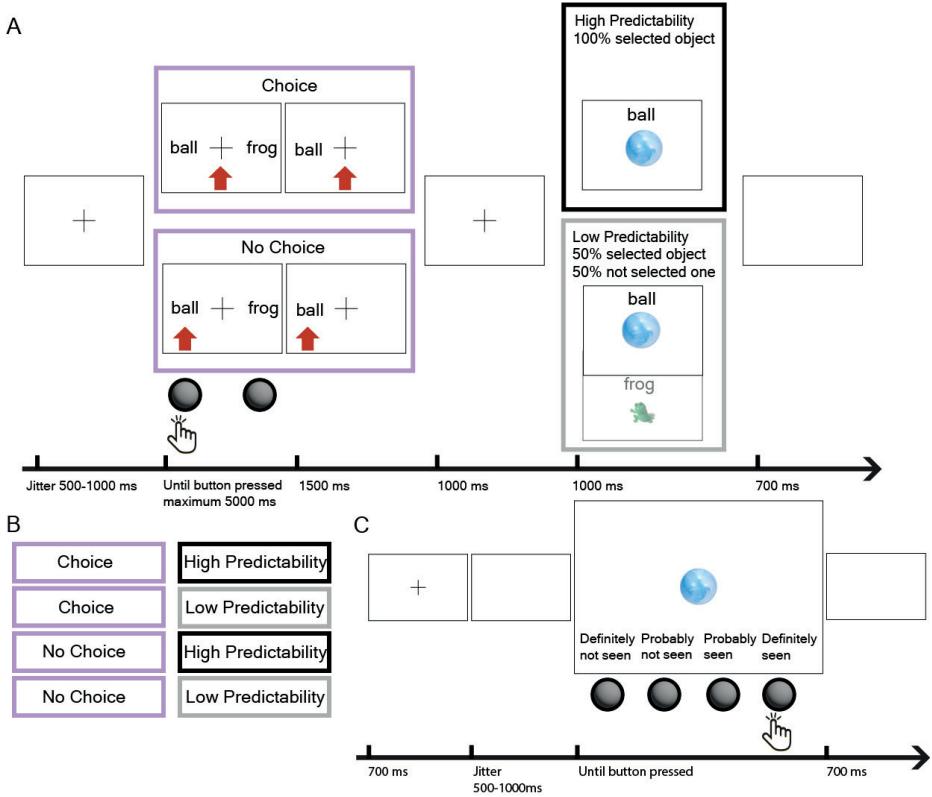 A
High Predictability
100% selected object
Choice
ball frog ball
ball
No Choice
ball frog ball
Low Predictability
50% selected object
50% not selected one
ball
frog
Jitter 500-1000 ms
Until button pressed
maximum 5000 ms
1500 ms
1000 ms
1000 ms
700 ms
B
Choice High Predictability
Choice Low Predictability
No Choice High Predictability
No Choice Low Predictability
C
Definitely
not seen
Probably
not seen
Probably
seen
Definitely
seen
700 ms
Jitter
500-1000ms
Until button pressed
700 ms